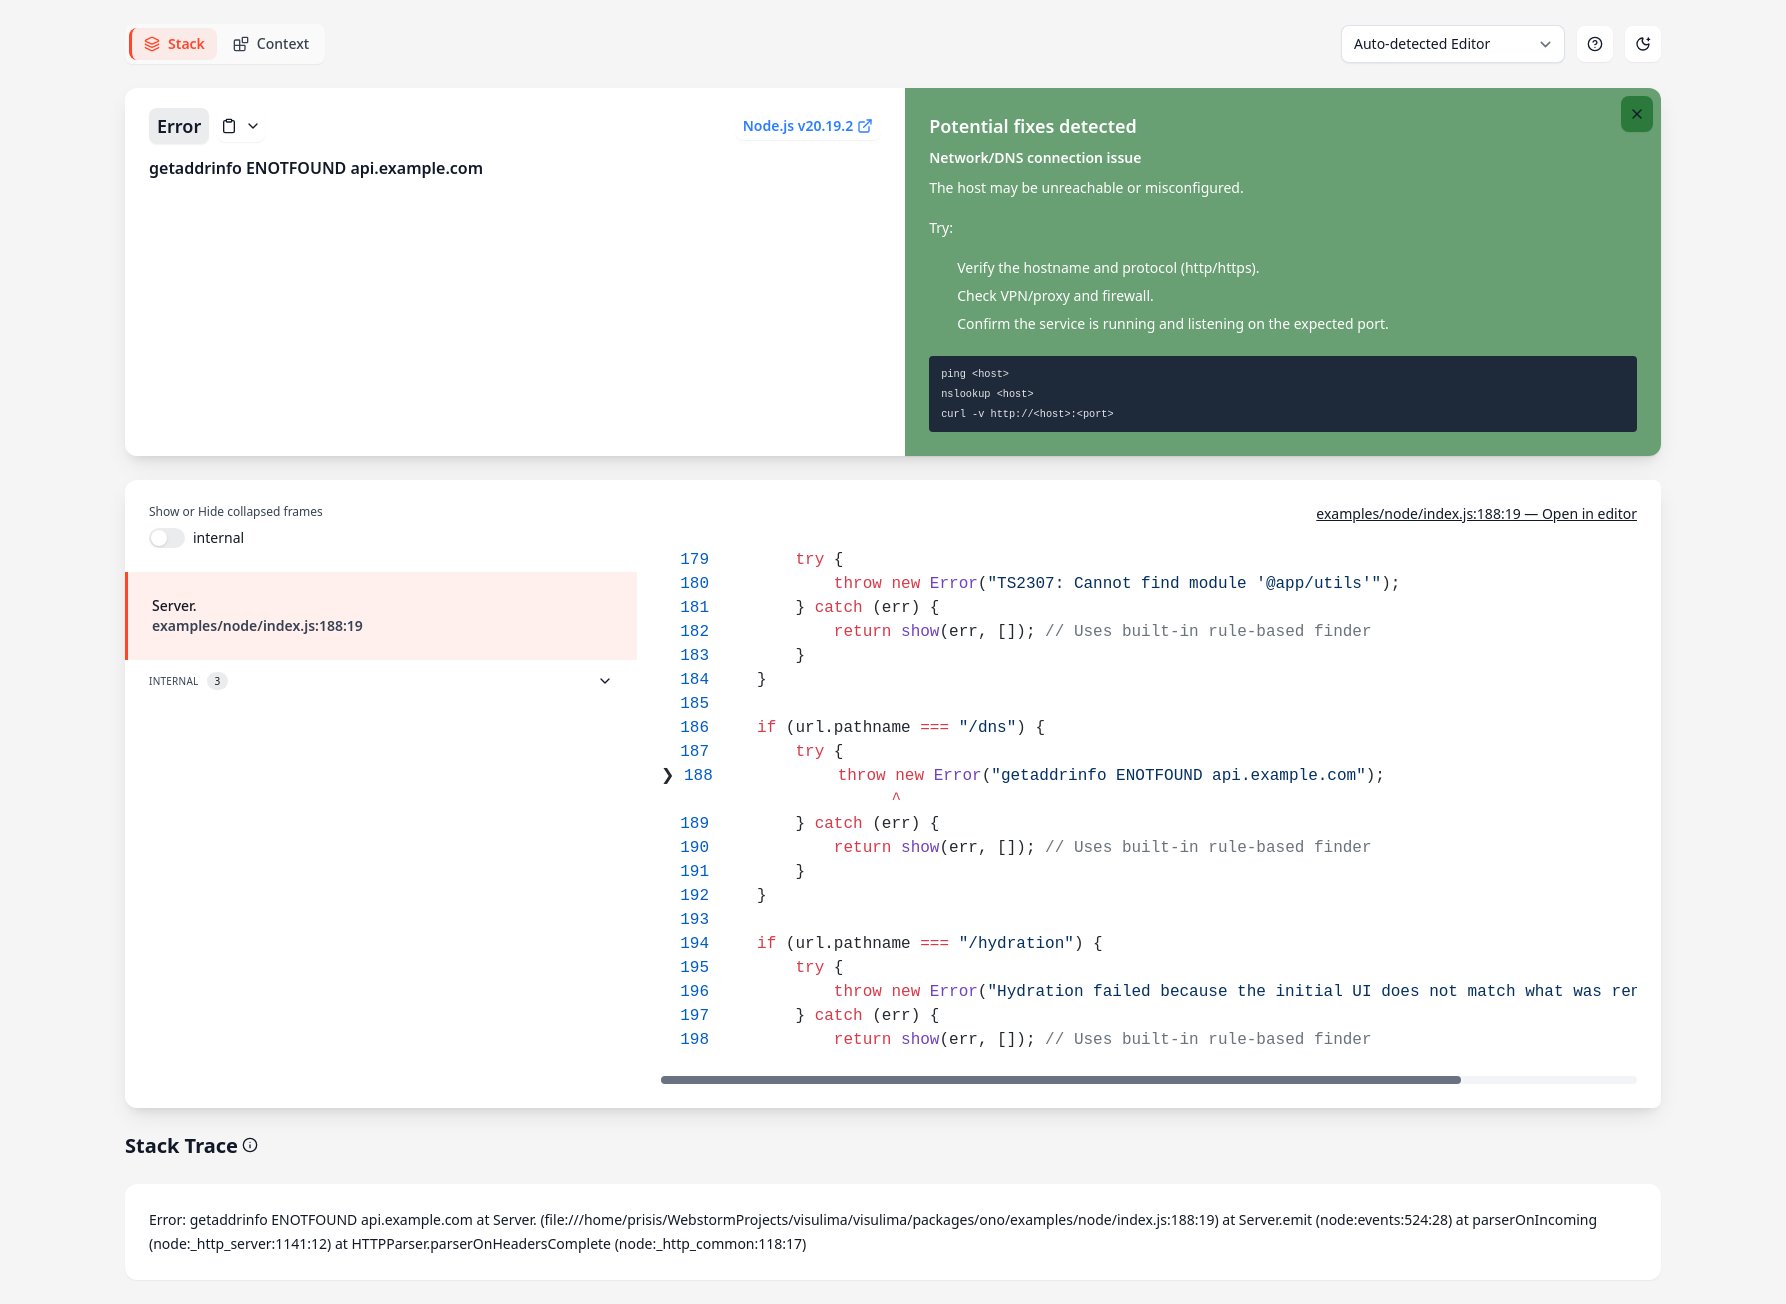 Stack
Context
Auto-detected Editor
Error
Node.js v20.19.2
getaddrinfo ENOTFOUND api.example.com
Potential fixes detected
Network/DNS connection issue
The host may be unreachable or misconfigured.
Try:
Verify the hostname and protocol (http/https).
Check VPN/proxy and firewall.
Confirm the service is running and listening on the expected port.
ping <host>
nslookup <host>
curl -v http://<host>:<port>
Show or Hide collapsed frames
internal
Server.
examples/node/index.js:188:19
INTERNAL 3
examples/node/index.js:188:19 — Open in editor
179 try {
180 throw new Error("TS2307: Cannot find module '@app/utils'");
181 } catch (err) {
182 return show(err, []); // Uses built-in rule-based finder
183 }
184 }
185
186 if (url.pathname === "/dns") {
187 try {
❯ 188 throw new Error("getaddrinfo ENOTFOUND api.example.com");
^
189 } catch (err) {
190 return show(err, []); // Uses built-in rule-based finder
191 }
192 }
193
194 if (url.pathname === "/hydration") {
195 try {
196 throw new Error("Hydration failed because the initial UI does not match what was rer
197 } catch (err) {
198 return show(err, []); // Uses built-in rule-based finder
Stack Trace
Error: getaddrinfo ENOTFOUND api.example.com at Server. (file:///home/prisis/WebstormProjects/visulima/visulima/packages/ono/examples/node/index.js:188:19) at Server.emit (node:events:524:28) at parserOnIncoming
(node:_http_server:1141:12) at HTTPParser.parserOnHeadersComplete (node:_http_common:118:17)